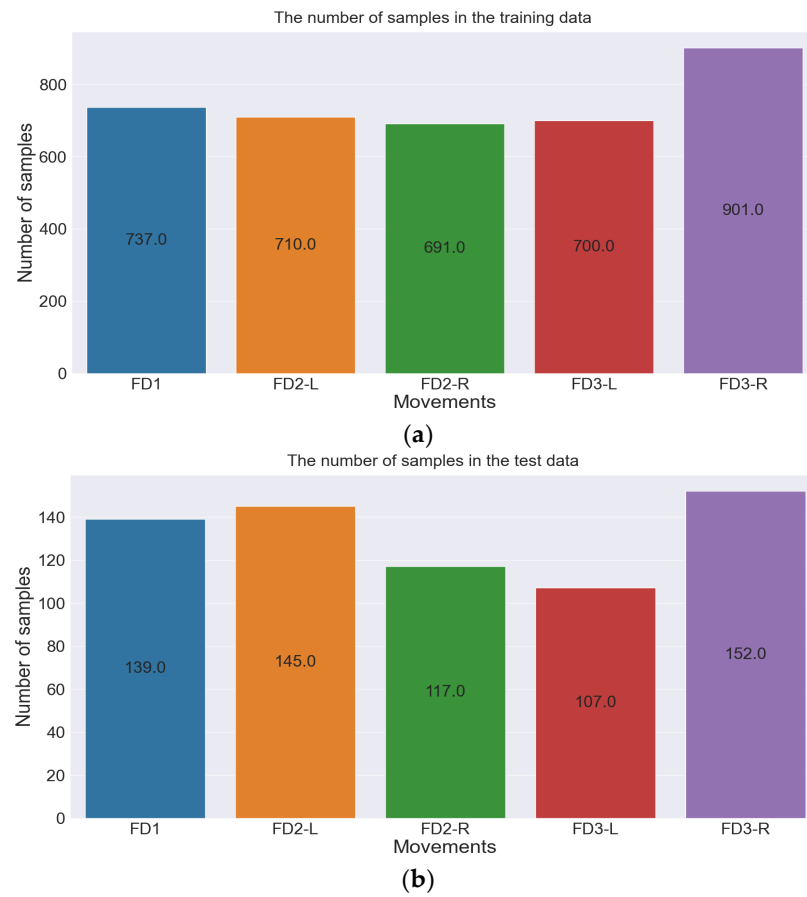 The number of samples in the training data
Number of samples
800
600
400
200
0
737.0
710.0
691.0
700.0
901.0
FD1 FD2-L FD2-R FD3-L FD3-R
Movements
(a)
The number of samples in the test data
Number of samples
140
120
100
80
60
40
20
0
139.0
145.0
117.0
107.0
152.0
FD1 FD2-L FD2-R FD3-L FD3-R
Movements
(b)